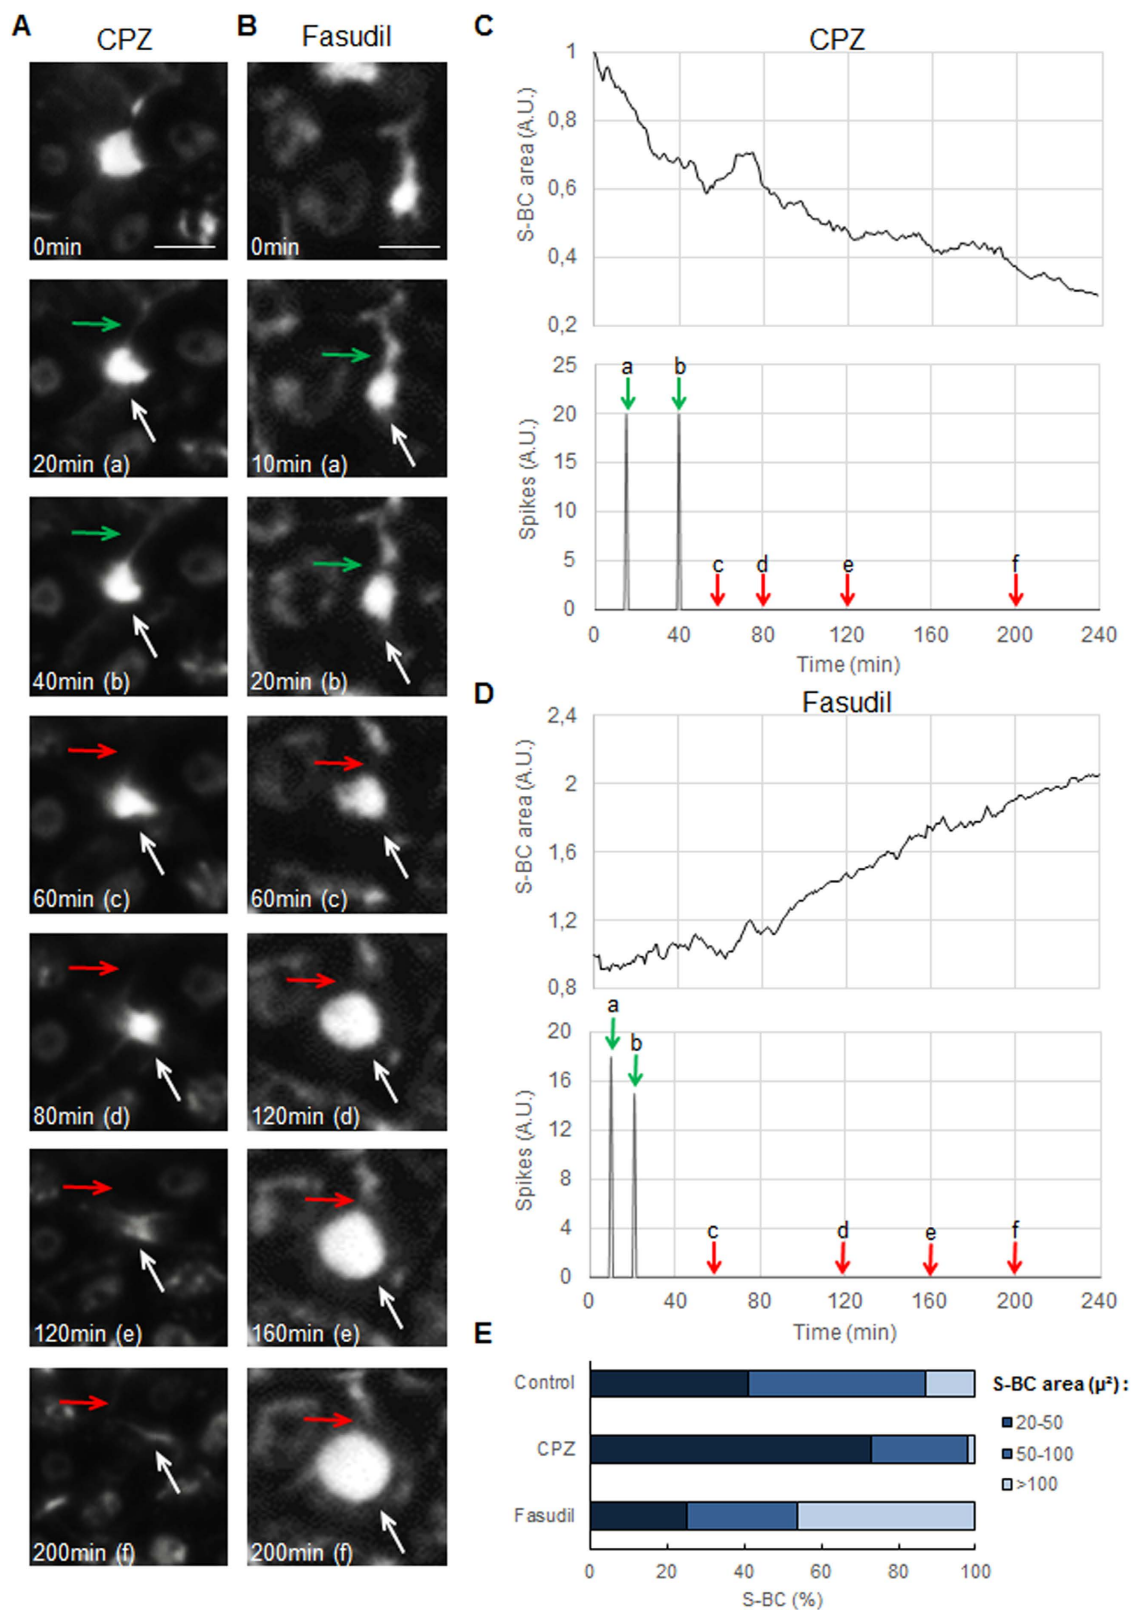 A
CPZ
0min
20min (a)
40min (b)
60min (c)
80min (d)
120min (e)
200min (f)
B
Fasudil
0min
10min (a)
20min (b)
60min (c)
120min (d)
160min (e)
200min (f)
C
CPZ
S-BC area (A.U.)
1
0,8
0,6
0,4
0,2
Spikes (A.U.)
25
20
15
10
5
0
a
b
c
d
e
f
0 40 80 120 160 200 240
Time (min)
D
Fasudil
S-BC area (A.U.)
2,4
2
1,6
1,2
0,8
Spikes (A.U.)
20
16
12
8
4
0
a
b
c
d
e
f
0 40 80 120 160 200 240
Time (min)
E
Control
CPZ
Fasudil
0 20 40 60 80 100
S-BC (%)
S-BC area (µ²) :
20-50
50-100
>100